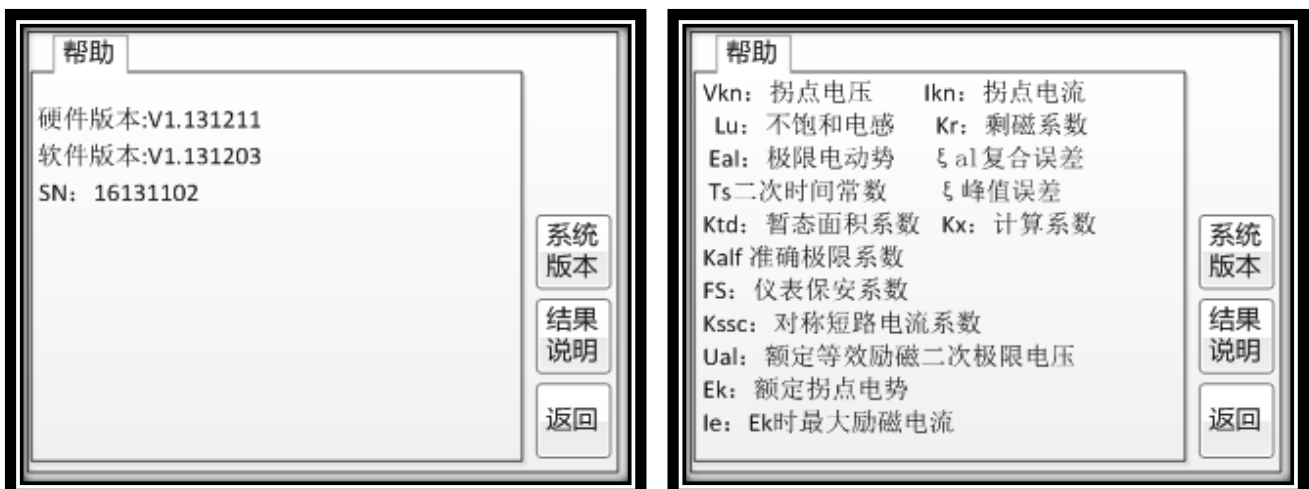 帮助
硬件版本:V1.131211
软件版本:V1.131203
SN：16131102
系统
版本
结果
说明
返回
帮助
Vkn：拐点电压 Ikn：拐点电流
Lu：不饱和电感 Kr：剩磁系数
Eal：极限电动势 ξal复合误差
Ts二次时间常数 ξ峰值误差
Ktd：暂态面积系数 Kx：计算系数
Kalf 准确极限系数
FS：仪表保安系数
Kssc：对称短路电流系数
Ual：额定等效励磁二次极限电压
Ek：额定拐点电势
Ie：Ek时最大励磁电流
系统
版本
结果
说明
返回